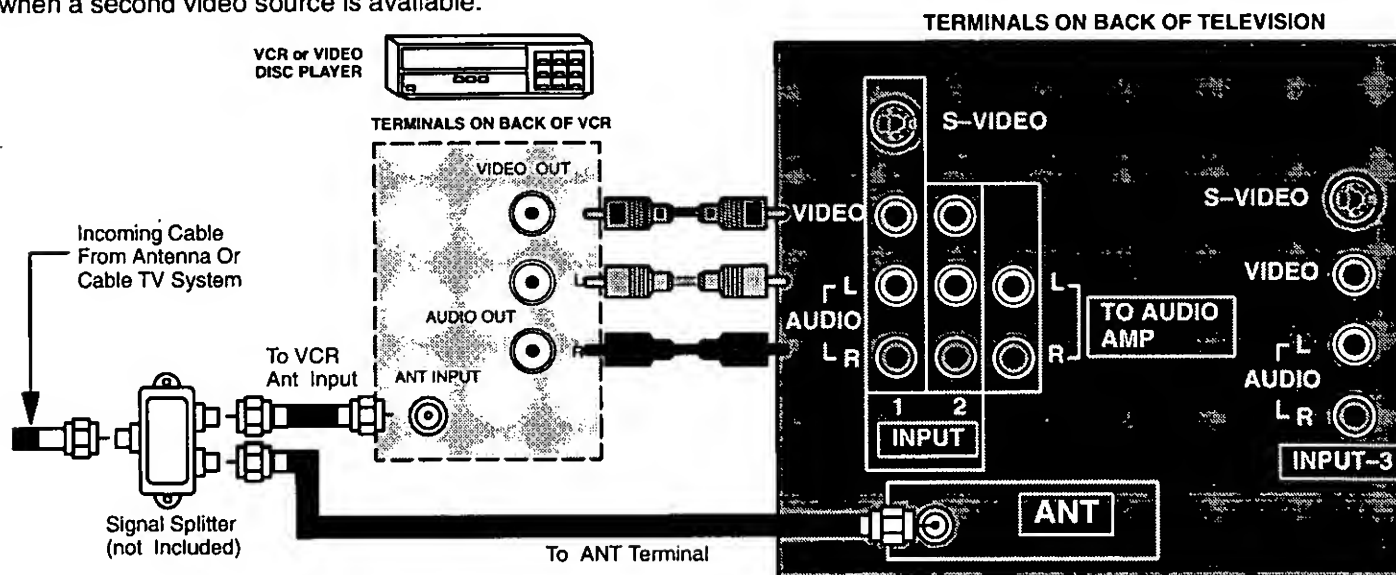 when a second video source is available.
TERMINALS ON BACK OF TELEVISION
VCR or VIDEO
DISC PLAYER
TERMINALS ON BACK OF VCR
VIDEO OUT
L
AUDIO OUT
R
ANT INPUT
Incoming Cable
From Antenna Or
Cable TV System
To VCR
Ant Input
Signal Splitter
(not Included)
To ANT Terminal
S–VIDEO
VIDEO
L
AUDIO
R
1 2
INPUT
L
R
TO AUDIO
AMP
S–VIDEO
VIDEO
L
AUDIO
R
INPUT–3
ANT